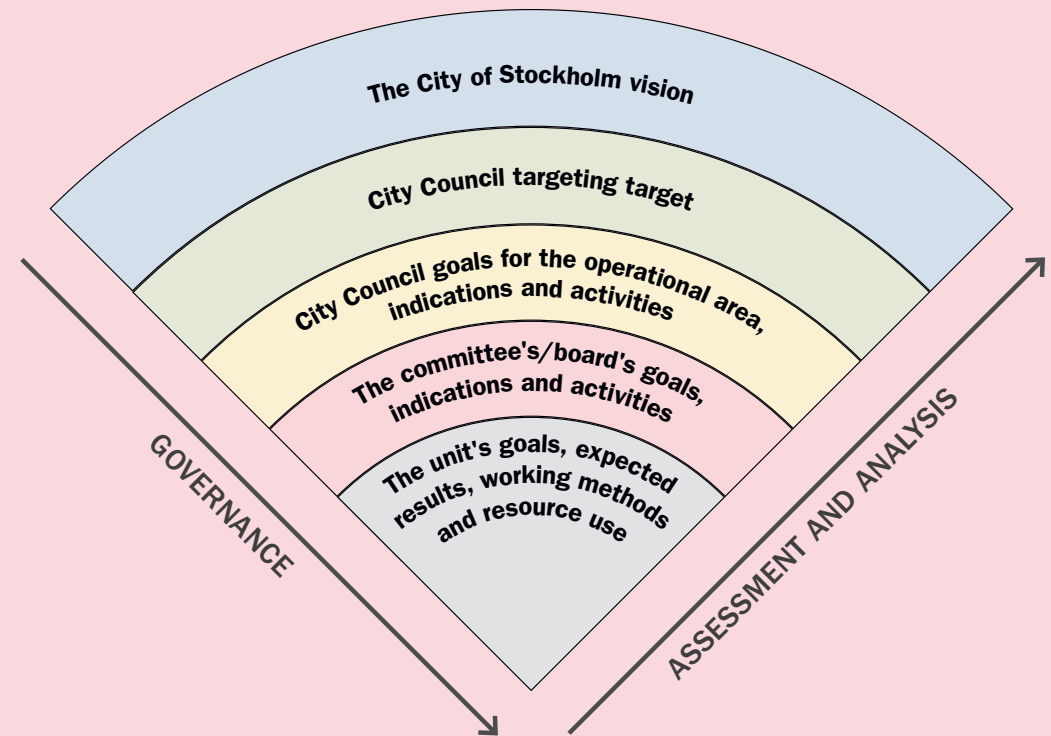 The City of Stockholm vision
City Council targeting target
City Council goals for the operational area,
indications and activities
The committee's/board's goals,
indications and activities
The unit's goals, expected
results, working methods
and resource use
GOVERNANCE
ASSESSMENT AND ANALYSIS